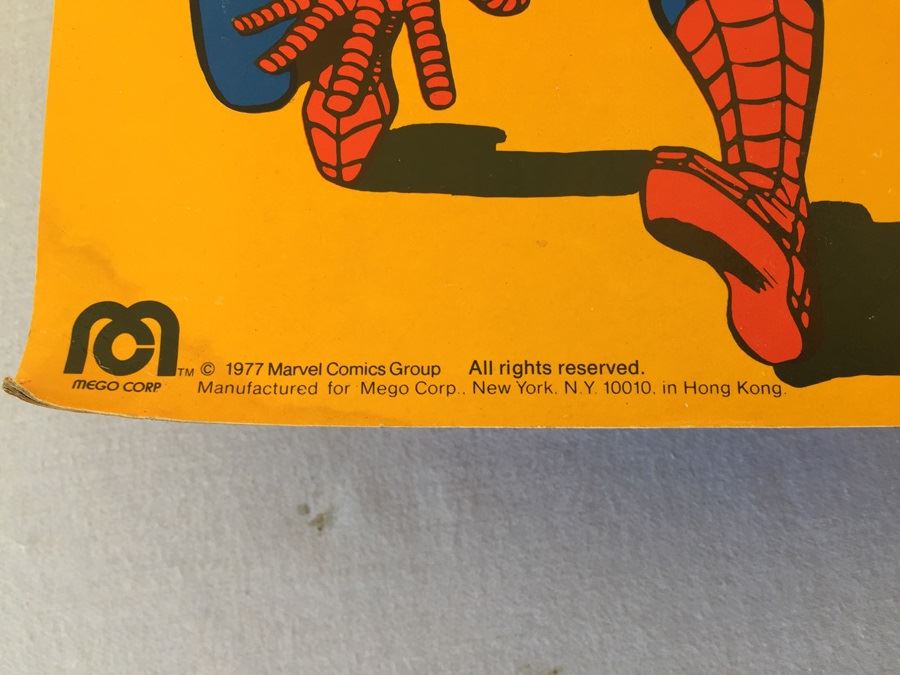 MEGO CORP
TM © 1977 Marvel Comics Group All rights reserved.
Manufactured for Mego Corp., New York, N.Y. 10010, in Hong Kong.